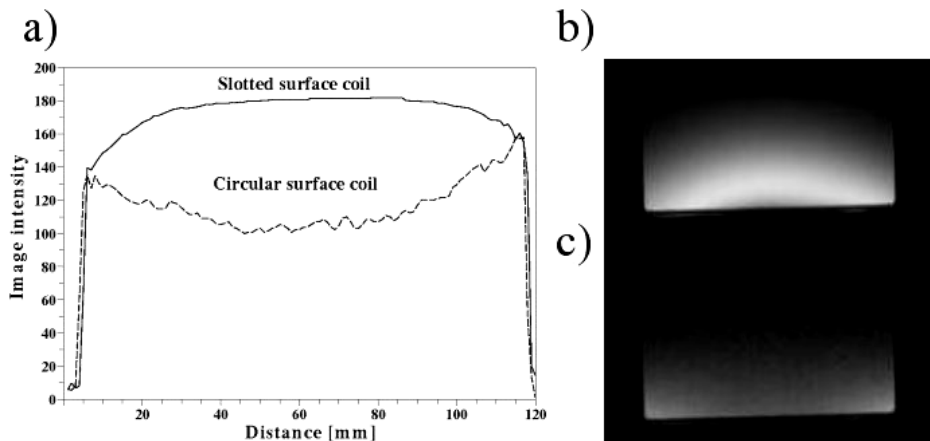 a)
b)
200
Slotted surface coil
180
160
140
Circular surface coil
120
100
80
60
40
20
0
Image intensity
20 40 60 80 100 120
Distance [mm]
c)